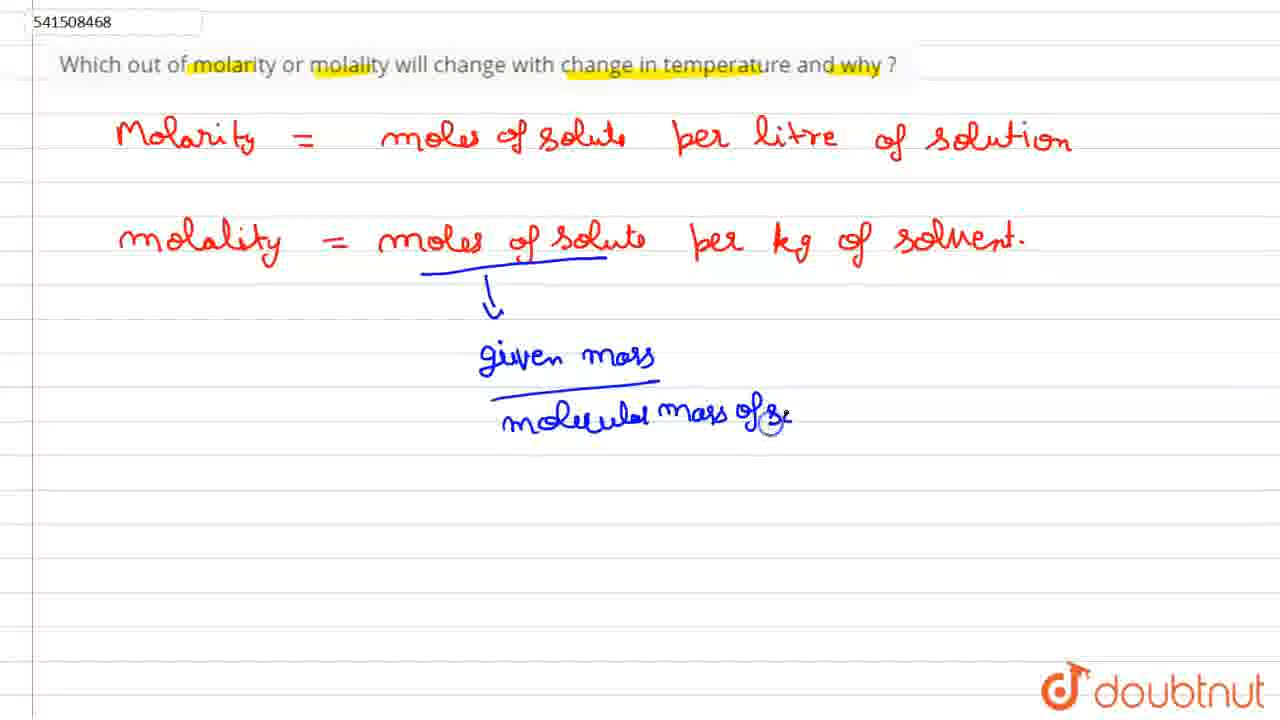 541508468
Which out of molarity or molality will change with change in temperature and why ?
Molarity = moles of solute per litre of solution
molality = moles of solute per kg of solvent.
given mass
molecular mass of so
doubtnut